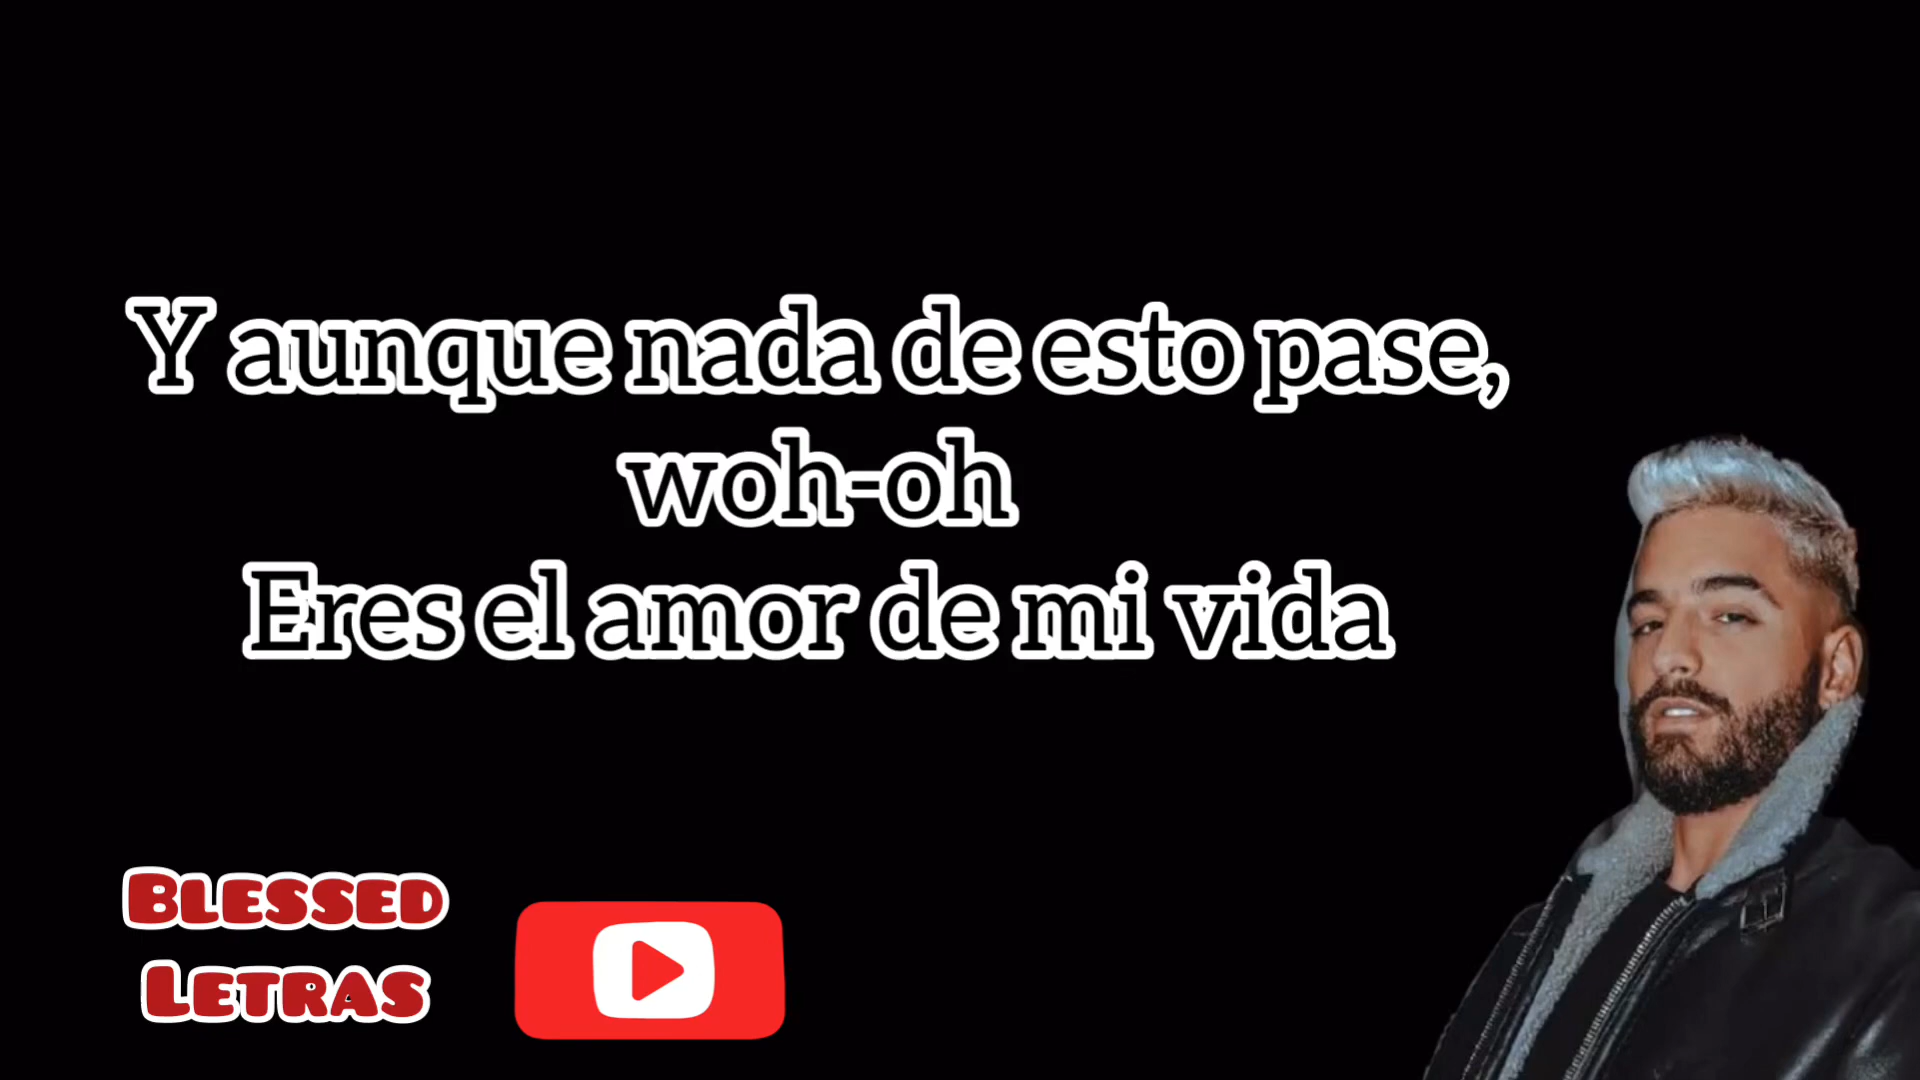 Y aunque nada de esto pase,
woh-oh
Eres el amor de mi vida
BLESSED
LETRAS